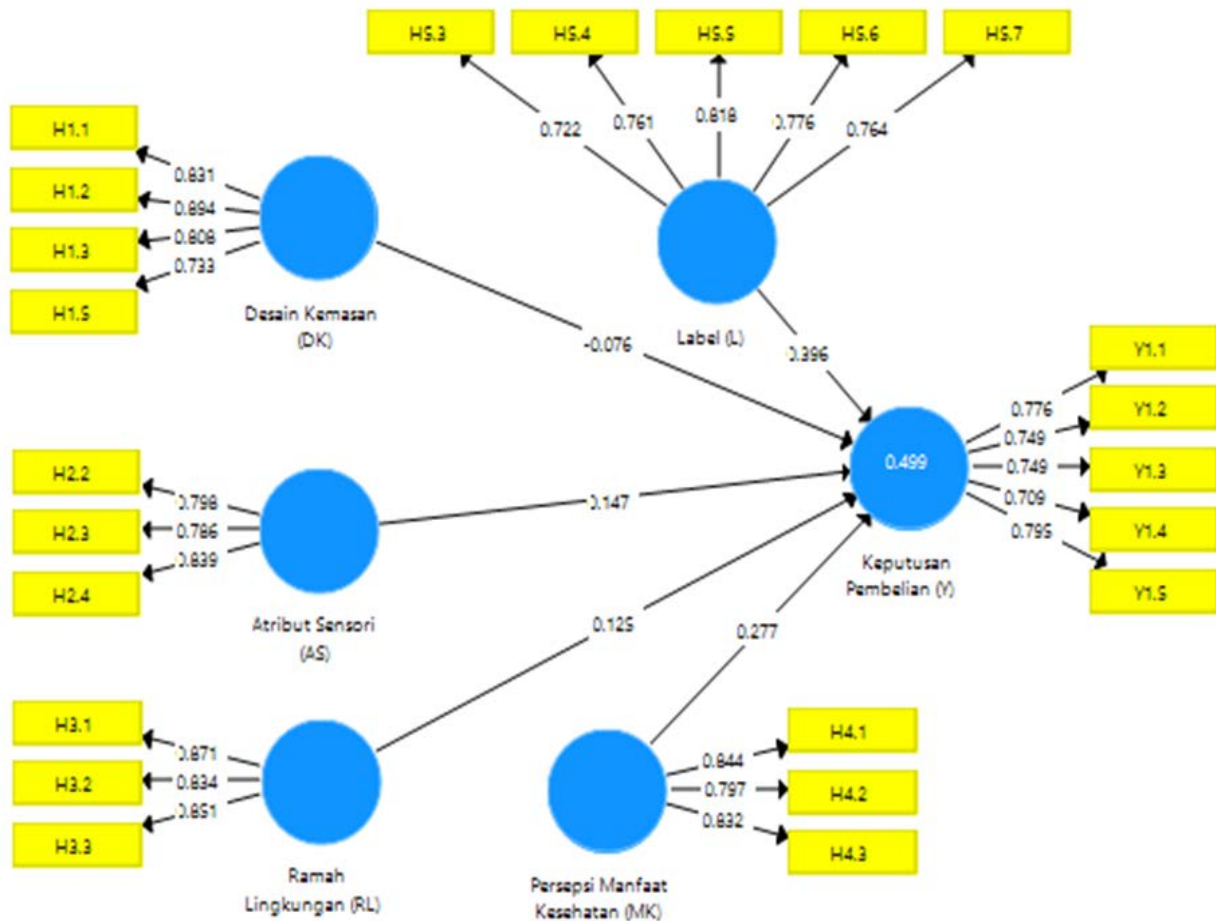 H5.3
H5.4
H5.5
H5.6
H5.7
0.722
0.761
0.818
0.776
0.764
Label (L)
0.396
H1.1
H1.2
H1.3
H1.5
0.831
0.894
0.808
0.733
Desain Kemasan
(DK)
-0.076
H2.2
H2.3
H2.4
0.798
0.786
0.839
Atribut Sensori
(AS)
0.147
H3.1
H3.2
H3.3
0.871
0.834
0.851
Ramah
Lingkungan (RL)
0.125
Persepsi Manfaat
Kesehatan (MK)
0.277
0.844
0.797
0.832
H4.1
H4.2
H4.3
0.499
Keputusan
Pembelian (Y)
0.776
0.749
0.749
0.709
0.795
Y1.1
Y1.2
Y1.3
Y1.4
Y1.5